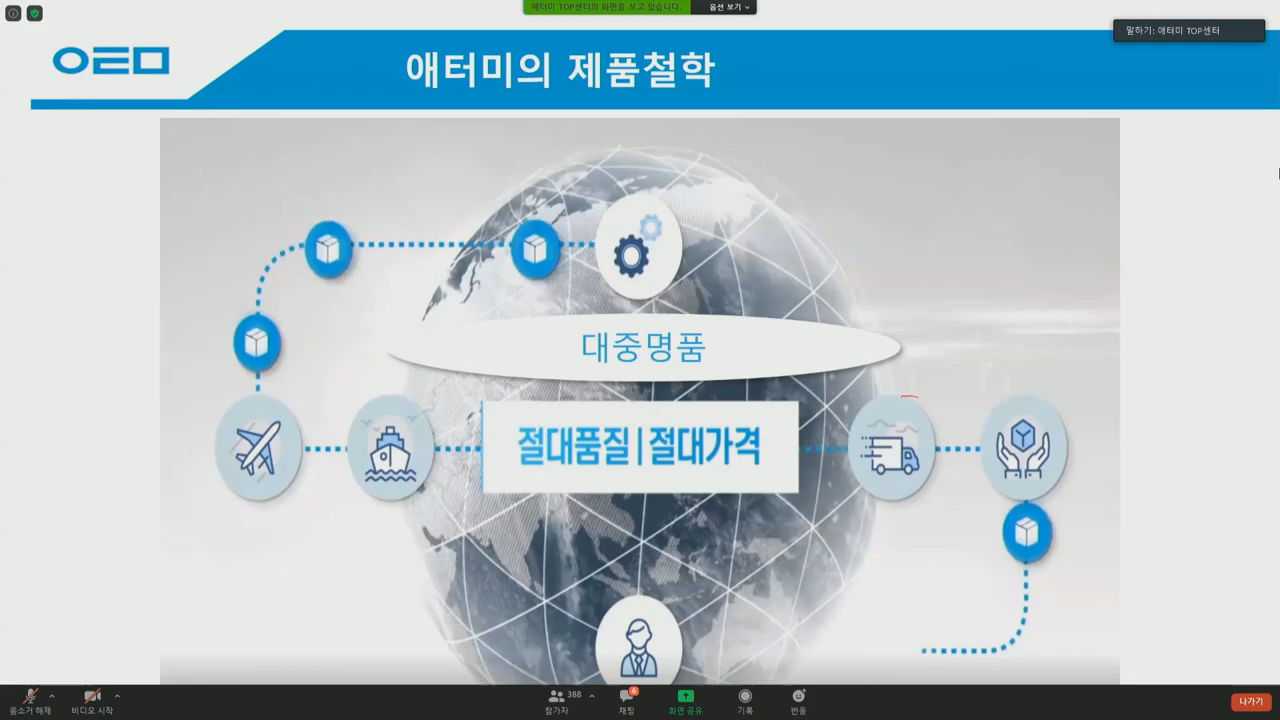 애터미 TOP센터의 화면을 보고 있습니다.
옵션 보기
말하기: 애터미 TOP센터
애터미의 제품철학
대중명품
절대품질 | 절대가격
음소거 해제
비디오 시작
388
참가자
6
채팅
화면 공유
기록
반응
나가기